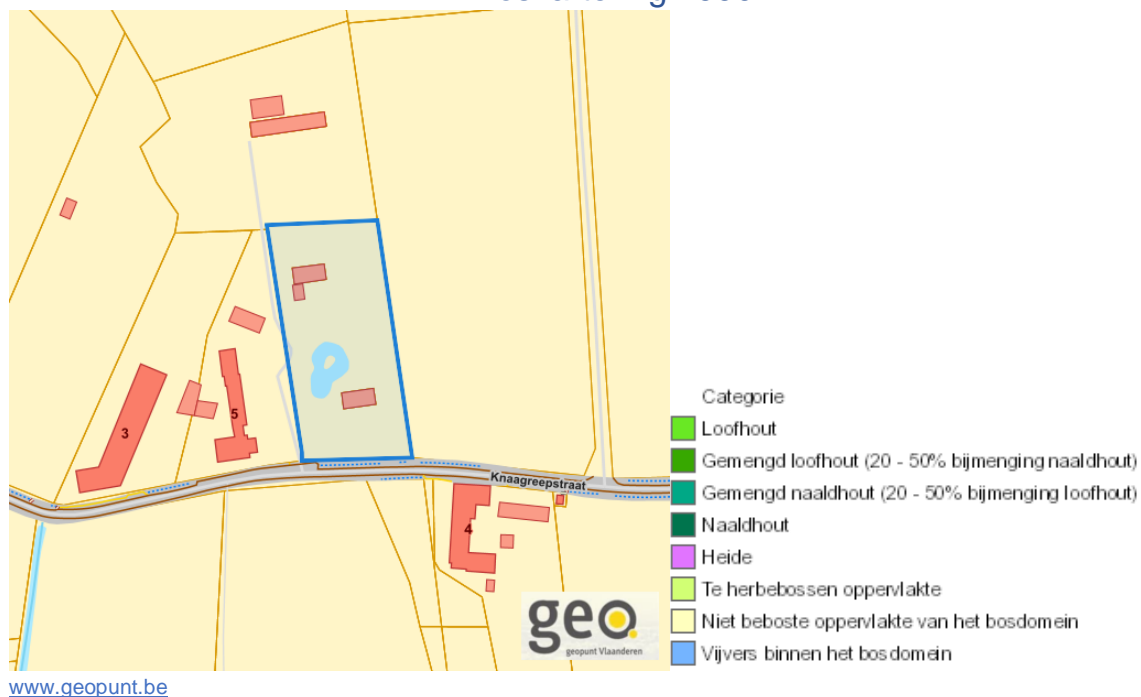 3
5
Knaagreepstraat
4
geo.
geopunt Vlaanderen
Categorie
Loofhout
Gemengd loofhout (20 - 50% bijmenging naaldhout)
Gemengd naaldhout (20 - 50% bijmenging loofhout)
Naaldhout
Heide
Te herbebossen oppervlakte
Niet beboste oppervlakte van het bosdomein
Vijvers binnen het bosdomein
www.geopunt.be